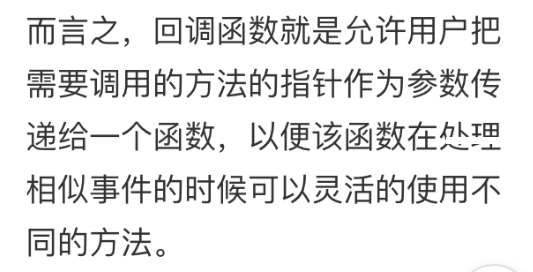 而言之，回调函数就是允许用户把
需要调用的方法的指针作为参数传
递给一个函数，以便该函数在处理
相似事件的时候可以灵活的使用不
同的方法。